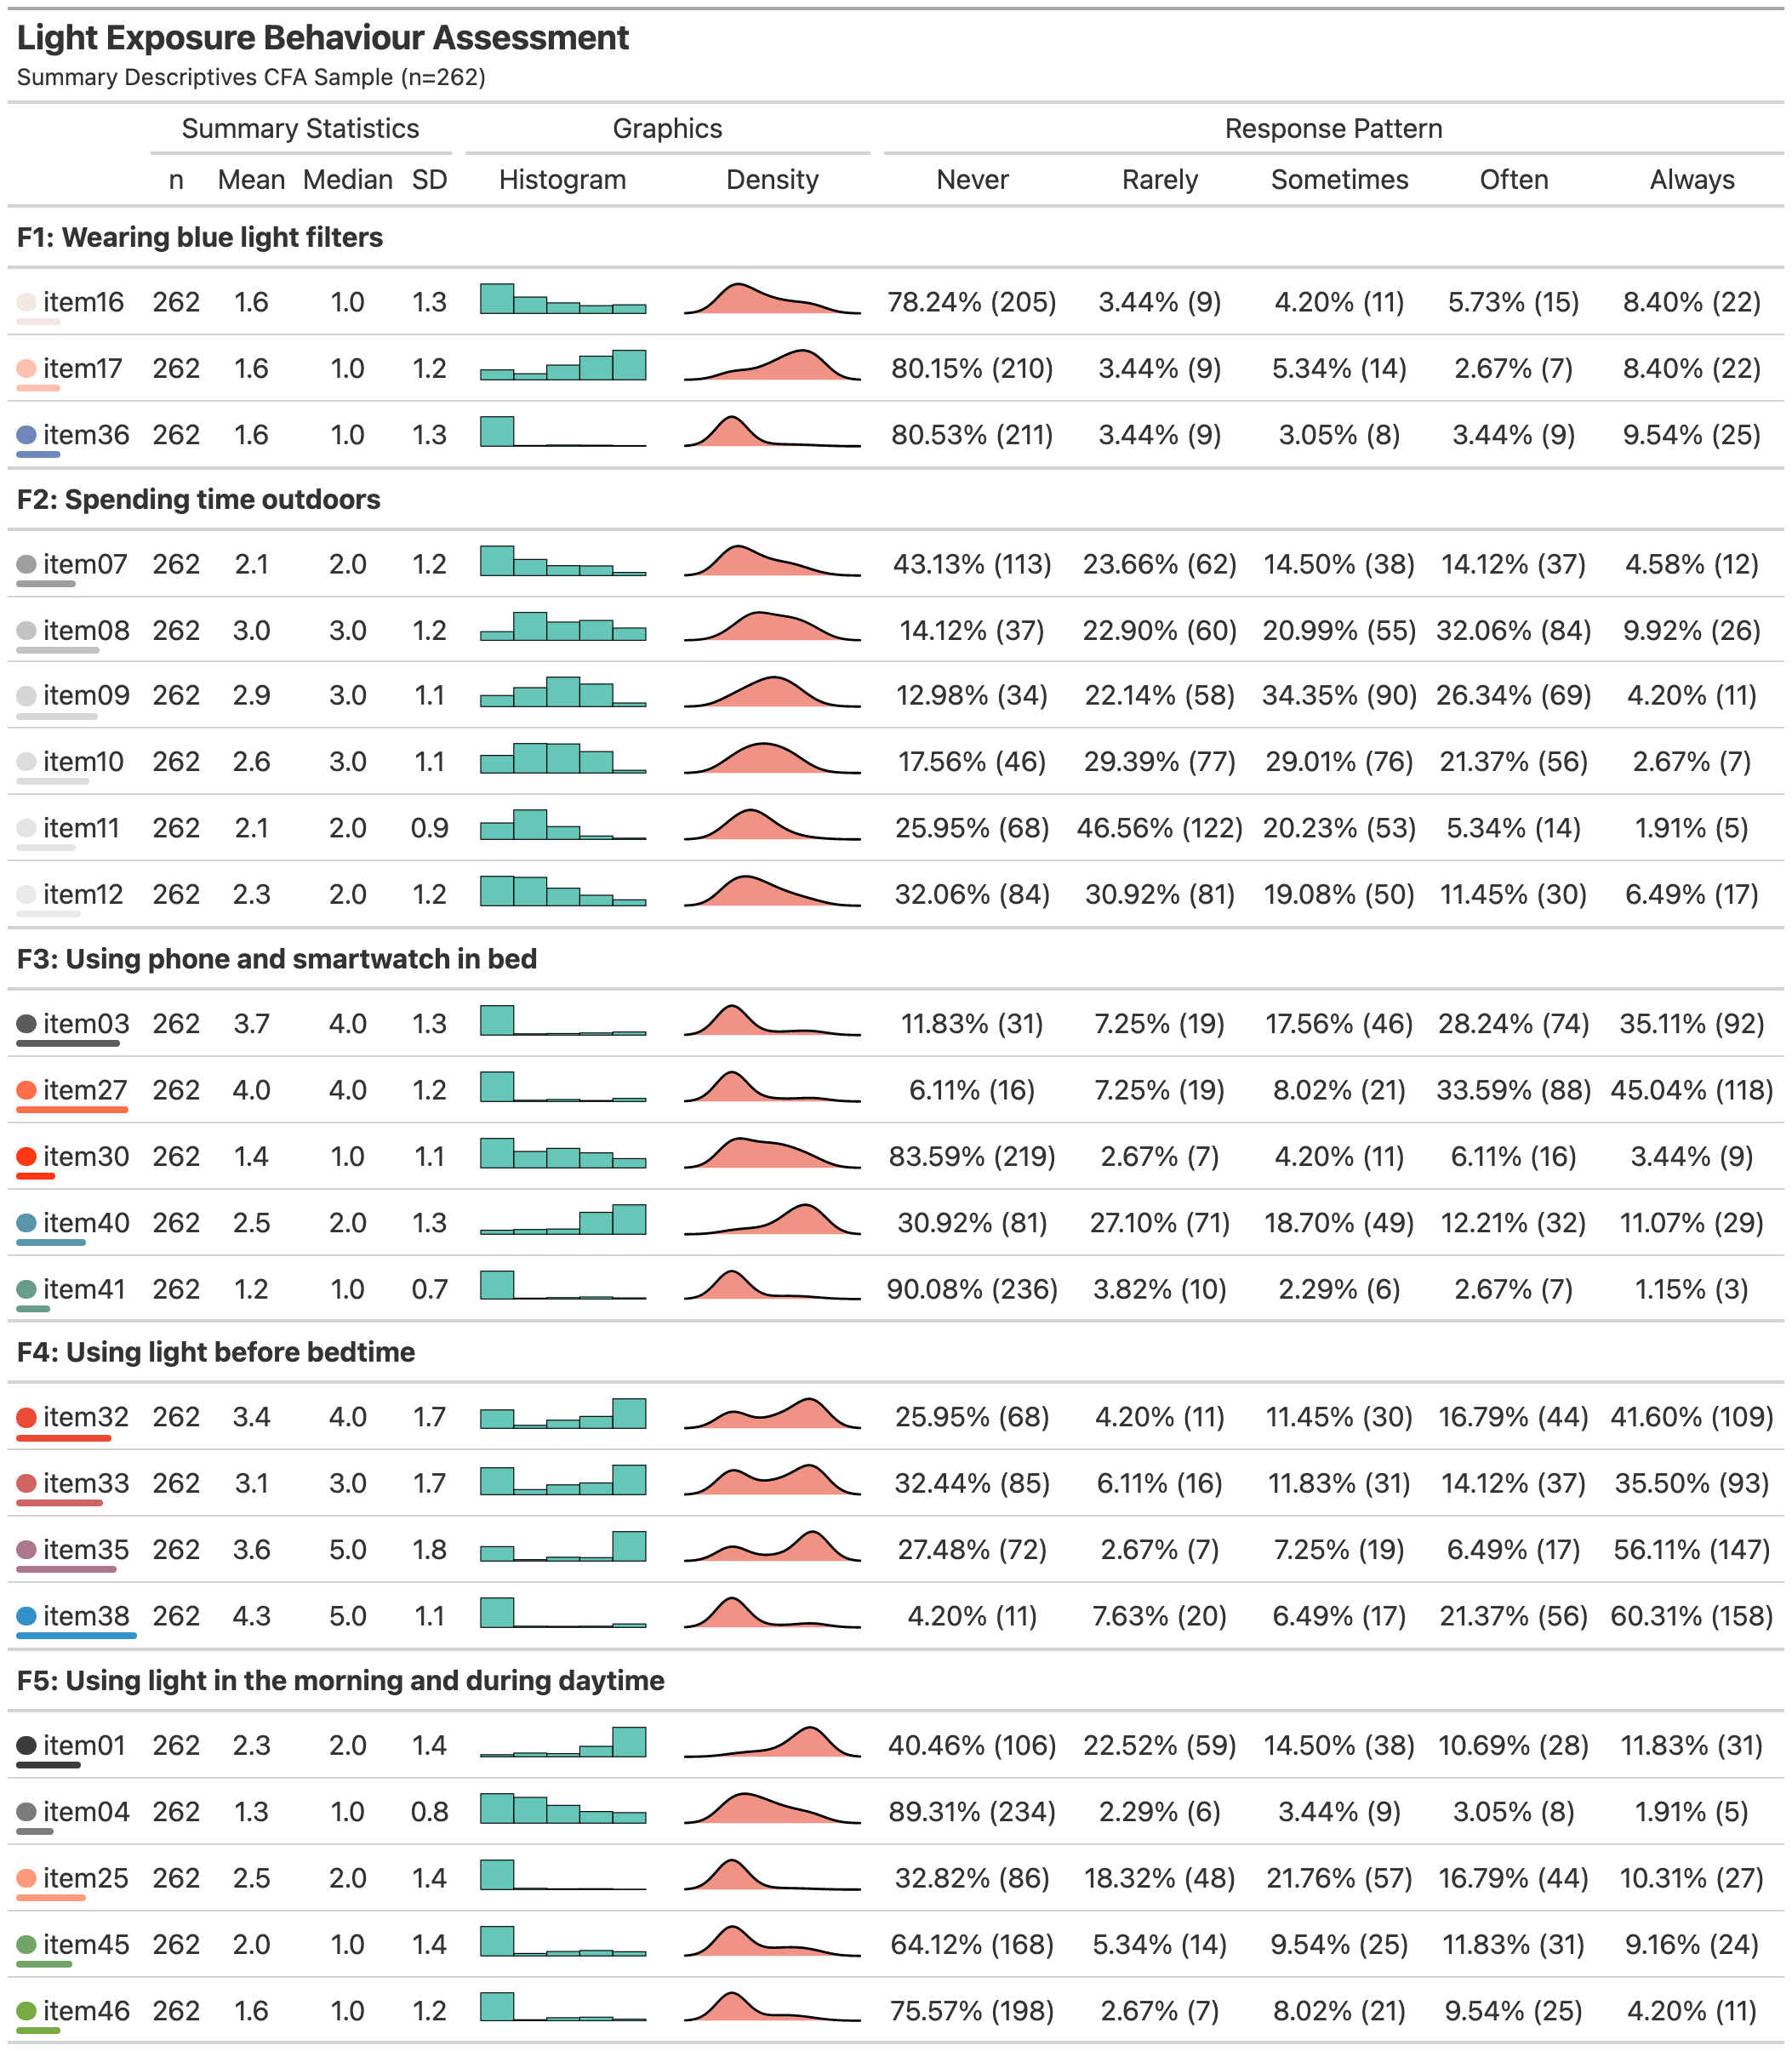 Light Exposure Behaviour Assessment
Summary Descriptives CFA Sample (n=262)
Summary Statistics Graphics Response Pattern
n Mean Median SD Histogram Density Never Rarely Sometimes Often Always
F1: Wearing blue light filters
item16 262 1.6 1.0 1.3 78.24% (205) 3.44% (9) 4.20% (11) 5.73% (15) 8.40% (22)
item17 262 1.6 1.0 1.2 80.15% (210) 3.44% (9) 5.34% (14) 2.67% (7) 8.40% (22)
item36 262 1.6 1.0 1.3 80.53% (211) 3.44% (9) 3.05% (8) 3.44% (9) 9.54% (25)
F2: Spending time outdoors
item07 262 2.1 2.0 1.2 43.13% (113) 23.66% (62) 14.50% (38) 14.12% (37) 4.58% (12)
item08 262 3.0 3.0 1.2 14.12% (37) 22.90% (60) 20.99% (55) 32.06% (84) 9.92% (26)
item09 262 2.9 3.0 1.1 12.98% (34) 22.14% (58) 34.35% (90) 26.34% (69) 4.20% (11)
item10 262 2.6 3.0 1.1 17.56% (46) 29.39% (77) 29.01% (76) 21.37% (56) 2.67% (7)
item11 262 2.1 2.0 0.9 25.95% (68) 46.56% (122) 20.23% (53) 5.34% (14) 1.91% (5)
item12 262 2.3 2.0 1.2 32.06% (84) 30.92% (81) 19.08% (50) 11.45% (30) 6.49% (17)
F3: Using phone and smartwatch in bed
item03 262 3.7 4.0 1.3 11.83% (31) 7.25% (19) 17.56% (46) 28.24% (74) 35.11% (92)
item27 262 4.0 4.0 1.2 6.11% (16) 7.25% (19) 8.02% (21) 33.59% (88) 45.04% (118)
item30 262 1.4 1.0 1.1 83.59% (219) 2.67% (7) 4.20% (11) 6.11% (16) 3.44% (9)
item40 262 2.5 2.0 1.3 30.92% (81) 27.10% (71) 18.70% (49) 12.21% (32) 11.07% (29)
item41 262 1.2 1.0 0.7 90.08% (236) 3.82% (10) 2.29% (6) 2.67% (7) 1.15% (3)
F4: Using light before bedtime
item32 262 3.4 4.0 1.7 25.95% (68) 4.20% (11) 11.45% (30) 16.79% (44) 41.60% (109)
item33 262 3.1 3.0 1.7 32.44% (85) 6.11% (16) 11.83% (31) 14.12% (37) 35.50% (93)
item35 262 3.6 5.0 1.8 27.48% (72) 2.67% (7) 7.25% (19) 6.49% (17) 56.11% (147)
item38 262 4.3 5.0 1.1 4.20% (11) 7.63% (20) 6.49% (17) 21.37% (56) 60.31% (158)
F5: Using light in the morning and during daytime
item01 262 2.3 2.0 1.4 40.46% (106) 22.52% (59) 14.50% (38) 10.69% (28) 11.83% (31)
item04 262 1.3 1.0 0.8 89.31% (234) 2.29% (6) 3.44% (9) 3.05% (8) 1.91% (5)
item25 262 2.5 2.0 1.4 32.82% (86) 18.32% (48) 21.76% (57) 16.79% (44) 10.31% (27)
item45 262 2.0 1.0 1.4 64.12% (168) 5.34% (14) 9.54% (25) 11.83% (31) 9.16% (24)
item46 262 1.6 1.0 1.2 75.57% (198) 2.67% (7) 8.02% (21) 9.54% (25) 4.20% (11)